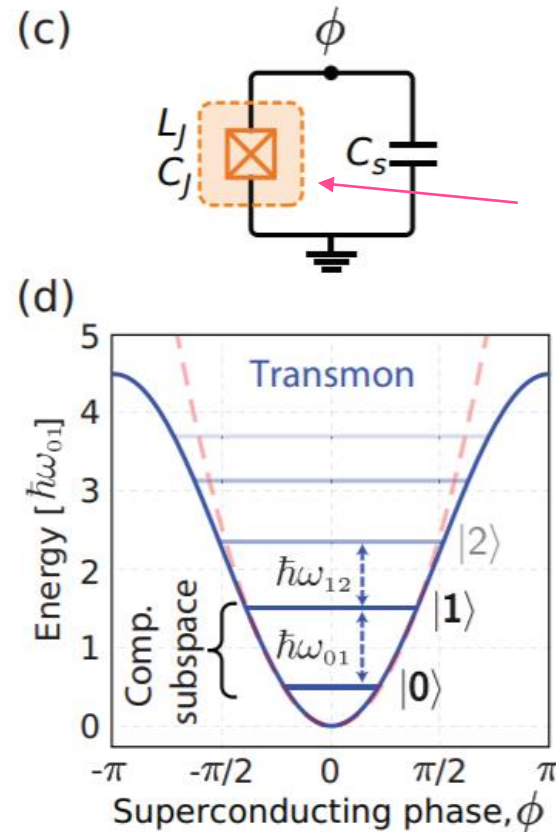 (c)
ϕ
L_J
C_J
C_s
(d)
5
4
3
2
1
0
Energy [ℏω₀₁]
Transmon
|2⟩
ℏω₁₂
|1⟩
Comp.
subspace
ℏω₀₁
|0⟩
-π -π/2 0 π/2 π
Superconducting phase, ϕ